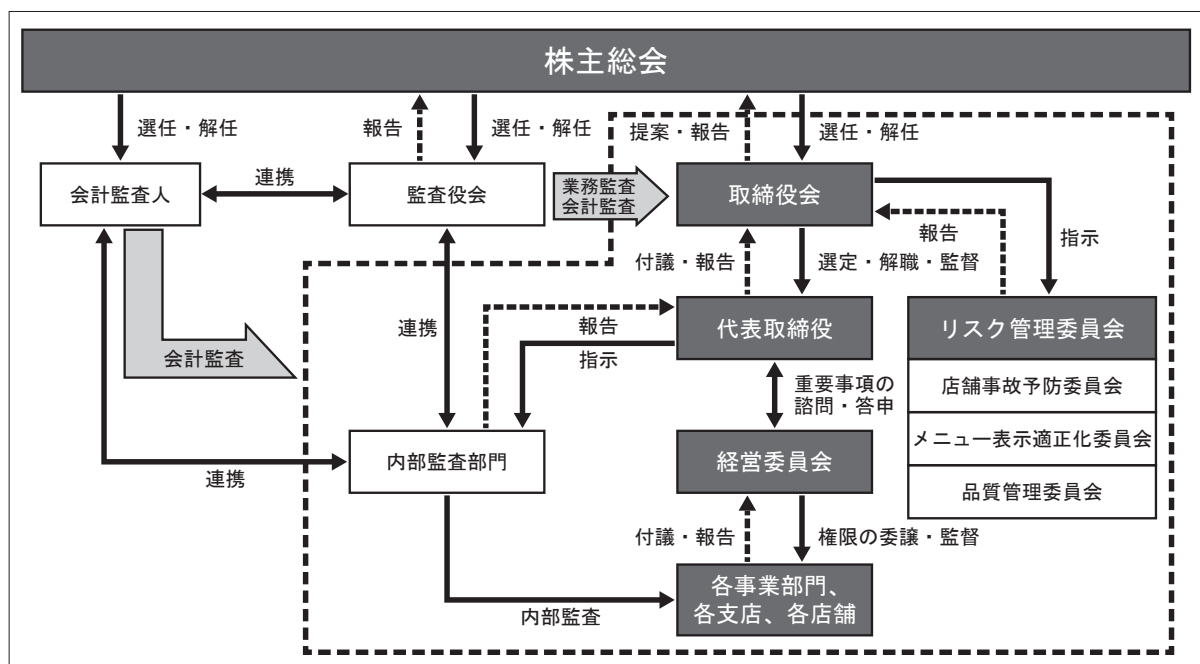 株主総会
選任・解任
報告
選任・解任
提案・報告
選任・解任
会計監査人
連携
監査役会
業務監査
会計監査
取締役会
報告
指示
付議・報告
選定・解職・監督
会計監査
連携
報告
指示
代表取締役
リスク管理委員会
店舗事故予防委員会
メニュー表示適正化委員会
品質管理委員会
重要事項の
諮問・答申
連携
内部監査部門
経営委員会
付議・報告
権限の委譲・監督
内部監査
各事業部門、
各支店、各店舗